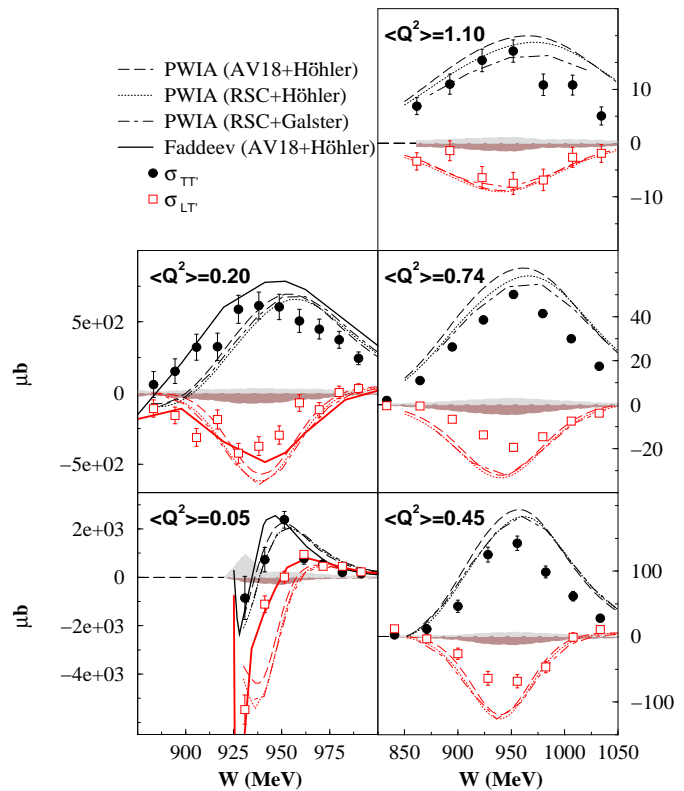 PWIA (AV18+Höhler)
PWIA (RSC+Höhler)
PWIA (RSC+Galster)
Faddeev (AV18+Höhler)
σTT'
σLT'
<Q²>=1.10
10
0
−10
<Q²>=0.20
5e+02
0
−5e+02
μb
<Q²>=0.74
40
20
0
−20
<Q²>=0.05
2e+03
0
−2e+03
−4e+03
μb
900 925 950 975
W (MeV)
<Q²>=0.45
100
0
−100
850 900 950 1000 1050
W (MeV)